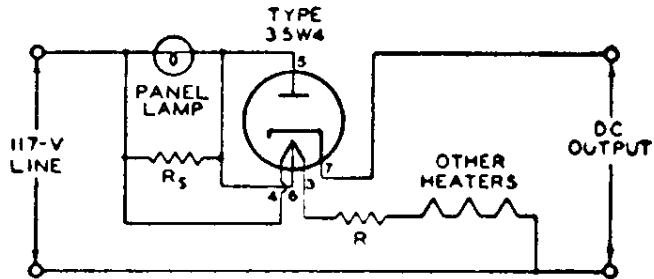 TYPE
35W4
5
PANEL
LAMP
117-V
LINE
RS
4
6
3
7
R
OTHER
HEATERS
DC
OUTPUT